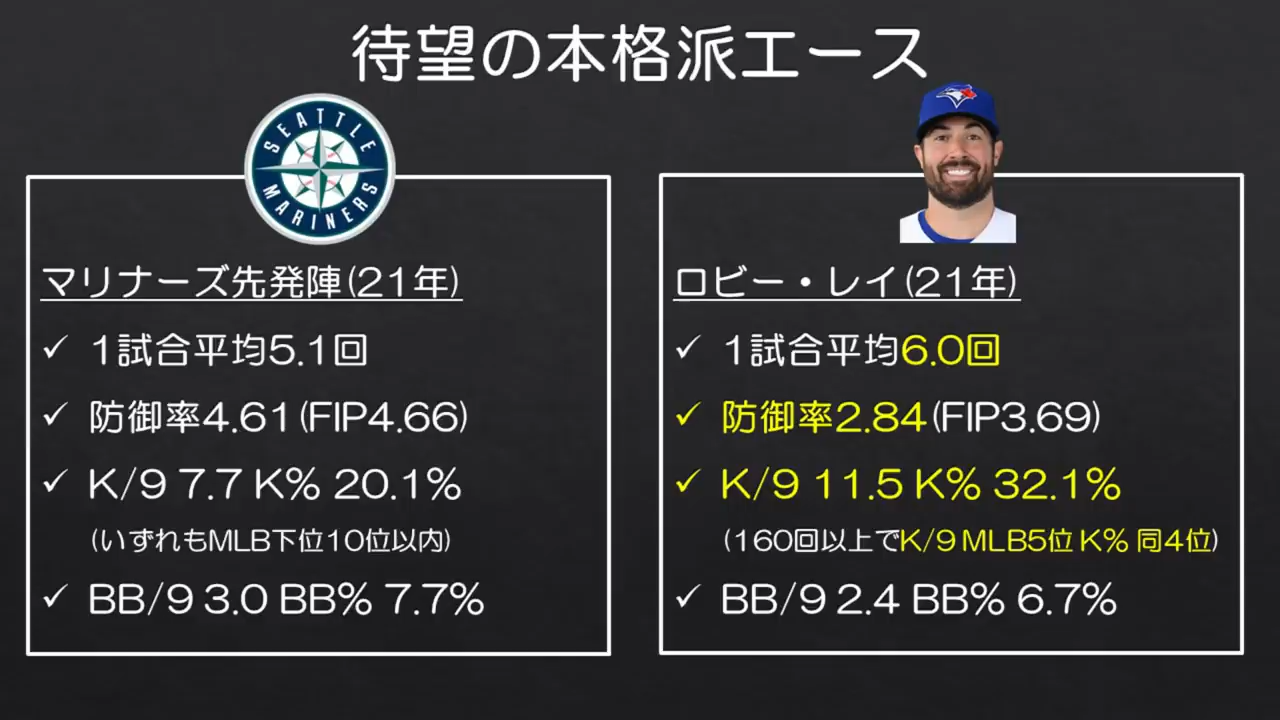 待望の本格派エース
SEATTLE
MARINERS
マリナーズ先発陣(21年)
✓ 1試合平均5.1回
✓ 防御率4.61(FIP4.66)
✓ K/9 7.7 K% 20.1%
(いずれもMLB下位10位以内)
✓ BB/9 3.0 BB% 7.7%
ロビー・レイ(21年)
✓ 1試合平均6.0回
✓ 防御率2.84(FIP3.69)
✓ K/9 11.5 K% 32.1%
(160回以上でK/9 MLB5位 K% 同4位)
✓ BB/9 2.4 BB% 6.7%